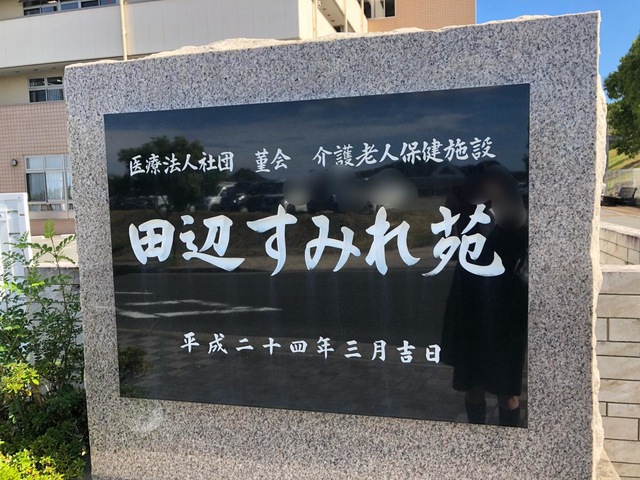 医療法人社団 菫会 介護老人保健施設
田辺すみれ苑
平成二十四年三月吉日